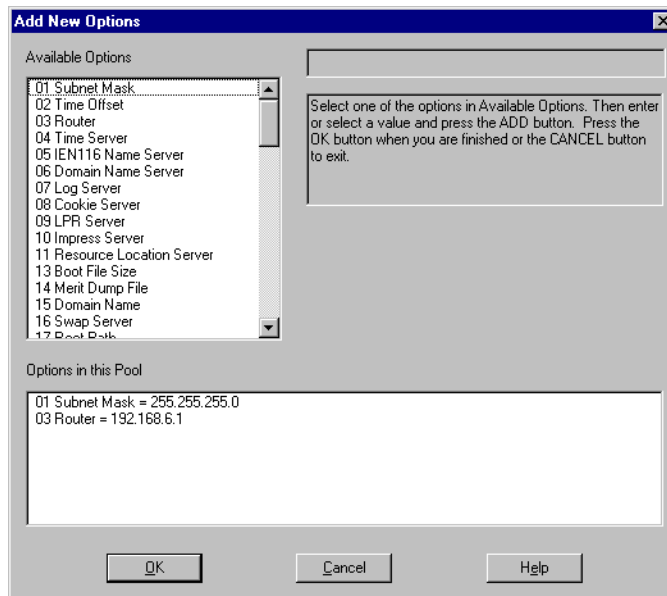 Add New Options
Available Options
01 Subnet Mask
02 Time Offset
03 Router
04 Time Server
05 IEN116 Name Server
06 Domain Name Server
07 Log Server
08 Cookie Server
09 LPR Server
10 Impress Server
11 Resource Location Server
13 Boot File Size
14 Merit Dump File
15 Domain Name
16 Swap Server
17 Root Path
Select one of the options in Available Options. Then enter
or select a value and press the ADD button. Press the
OK button when you are finished or the CANCEL button
to exit.
Options in this Pool
01 Subnet Mask = 255.255.255.0
03 Router = 192.168.6.1
OK
Cancel
Help